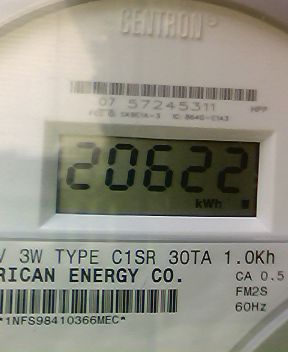 CENTRON®
07 57245311 MPP
20622
kWh
V 3W TYPE C1SR 30TA 1.0Kh
RICAN ENERGY CO. CA 0.5
FM2S
60Hz
*1NFS98410366MEC*